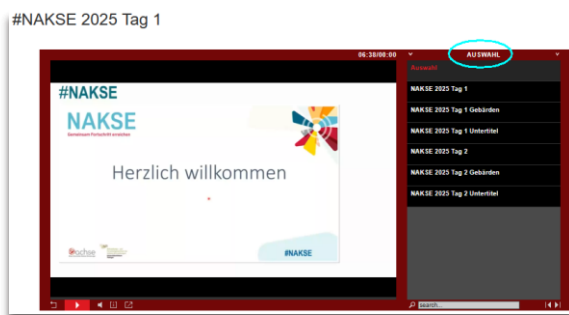 #NAKSE 2025 Tag 1
06:38/00:00
AUSWAHL
Auswahl
#NAKSE
NAKSE
Gemeinsam Fortschritt erzielen
Herzlich willkommen
#NAKSE
NAKSE 2025 Tag 1
NAKSE 2025 Tag 1 Gebärden
NAKSE 2025 Tag 1 Untertitel
NAKSE 2025 Tag 2
NAKSE 2025 Tag 2 Gebärden
NAKSE 2025 Tag 2 Untertitel
search...